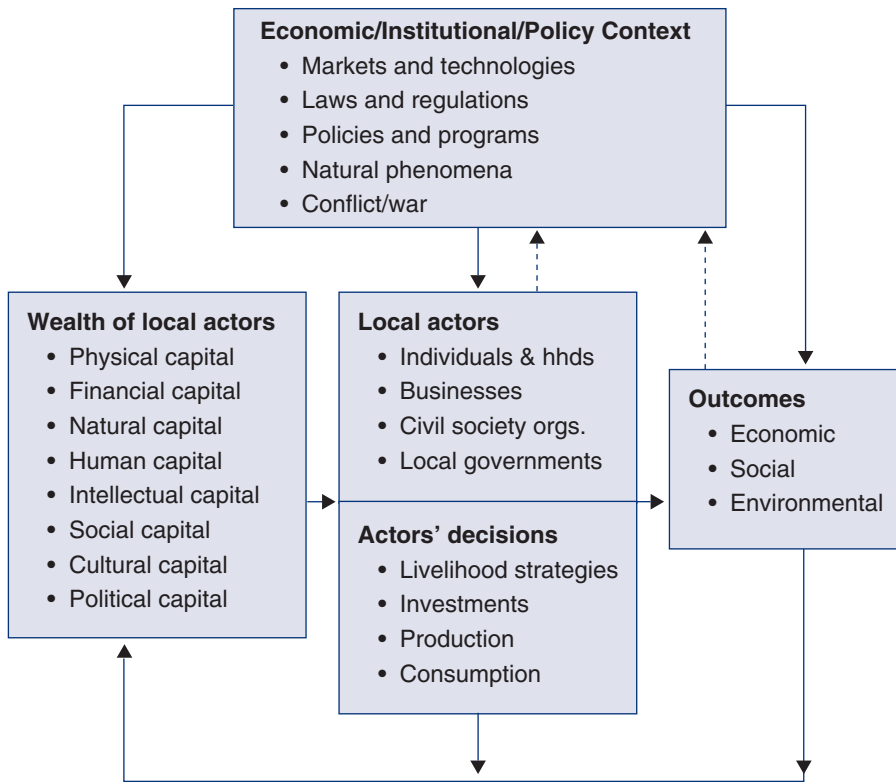 Economic/Institutional/Policy Context
• Markets and technologies
• Laws and regulations
• Policies and programs
• Natural phenomena
• Conflict/war
Wealth of local actors
• Physical capital
• Financial capital
• Natural capital
• Human capital
• Intellectual capital
• Social capital
• Cultural capital
• Political capital
Local actors
• Individuals & hhds
• Businesses
• Civil society orgs.
• Local governments
Actors’ decisions
• Livelihood strategies
• Investments
• Production
• Consumption
Outcomes
• Economic
• Social
• Environmental